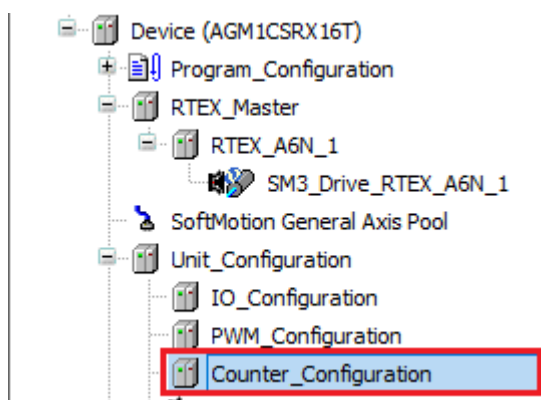 Device (AGM1CSRX16T)
Program_Configuration
RTEX_Master
RTEX_A6N_1
SM3_Drive_RTEX_A6N_1
SoftMotion General Axis Pool
Unit_Configuration
IO_Configuration
PWM_Configuration
Counter_Configuration